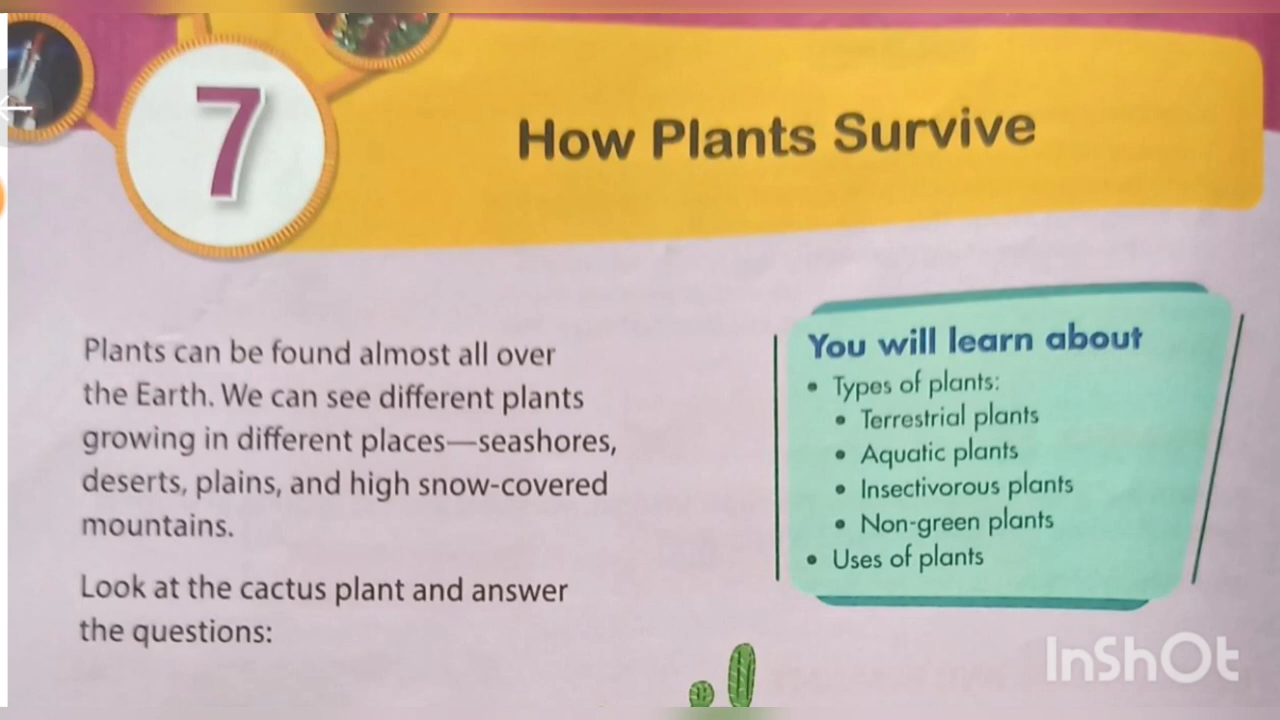 7
How Plants Survive
Plants can be found almost all over
the Earth. We can see different plants
growing in different places—seashores,
deserts, plains, and high snow-covered
mountains.
Look at the cactus plant and answer
the questions:
You will learn about
• Types of plants:
• Terrestrial plants
• Aquatic plants
• Insectivorous plants
• Non-green plants
• Uses of plants
InShOt